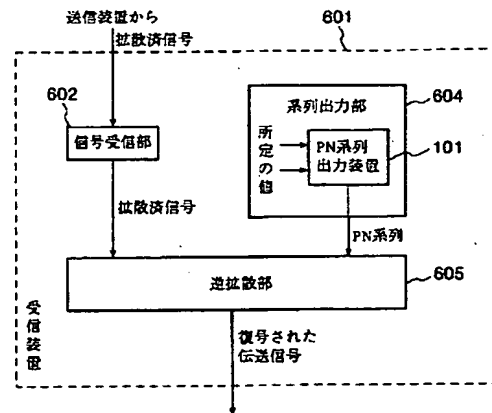 送信装置から
拡散済信号
601
602
信号受信部
系列出力部
604
所定の値
PN系列
出力装置
101
拡散済信号
PN系列
逆拡散部
605
受信装置
復号された
伝送信号